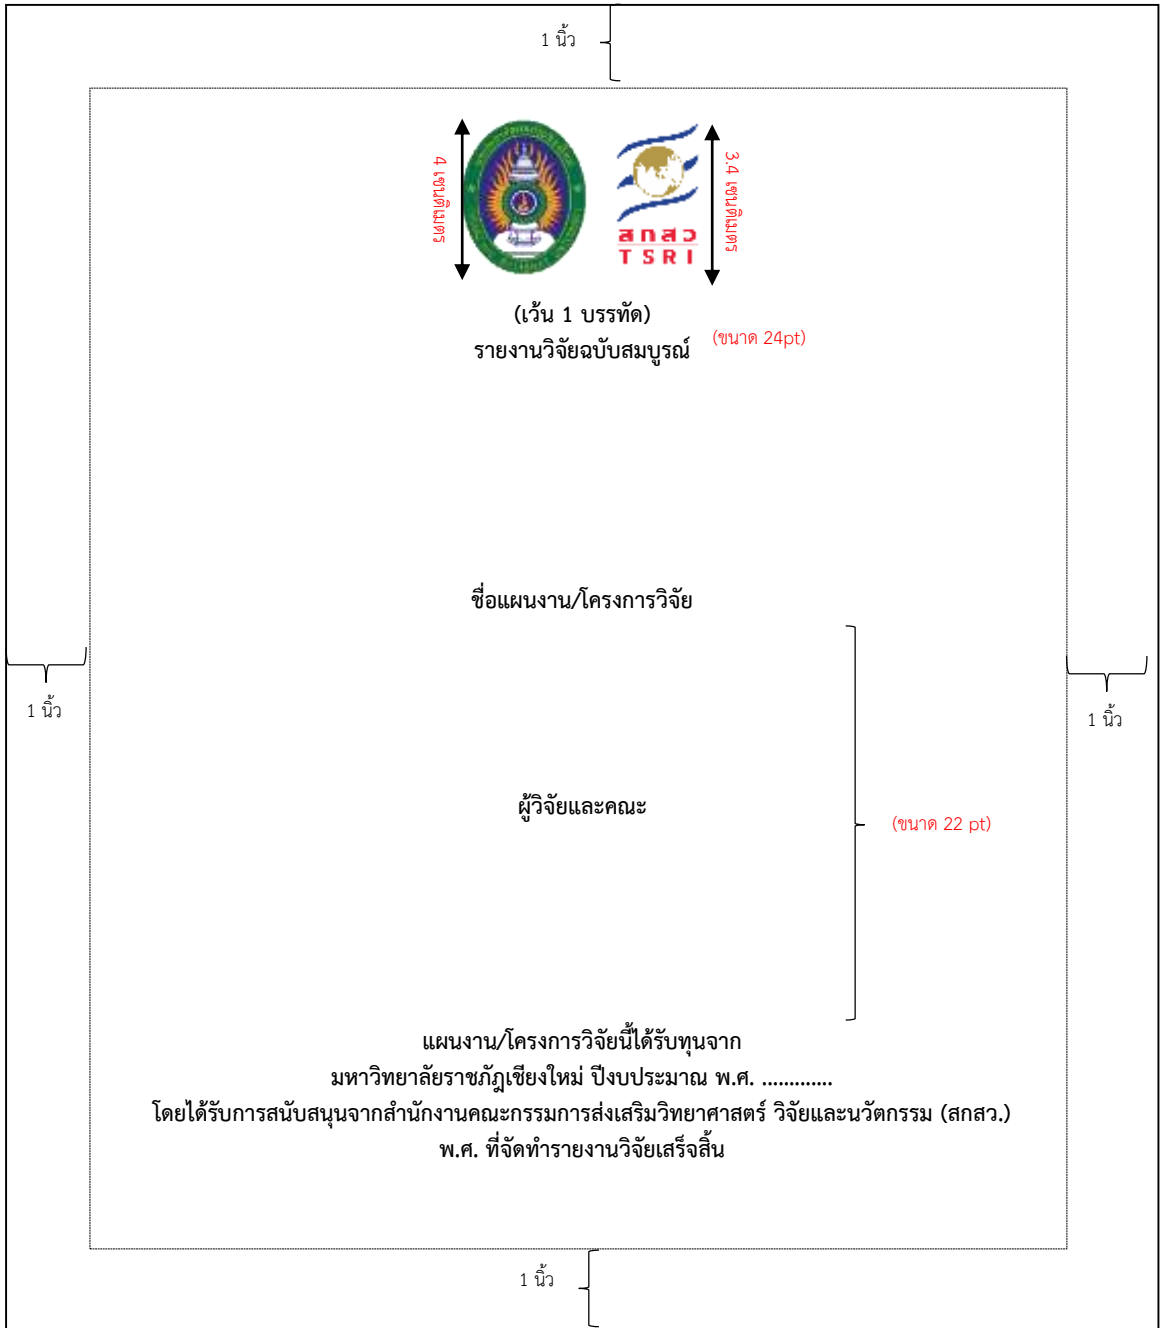 1 นิ้ว
4 เซนติเมตร
3.4 เซนติเมตร
สกสว
TSRI
(เว้น 1 บรรทัด)
รายงานวิจัยฉบับสมบูรณ์
(ขนาด 24pt)
ชื่อแผนงาน/โครงการวิจัย
1 นิ้ว
1 นิ้ว
ผู้วิจัยและคณะ
(ขนาด 22 pt)
แผนงาน/โครงการวิจัยนี้ได้รับทุนจาก
มหาวิทยาลัยราชภัฏเชียงใหม่ ปีงบประมาณ พ.ศ. .............
โดยได้รับการสนับสนุนจากสำนักงานคณะกรรมการส่งเสริมวิทยาศาสตร์ วิจัยและนวัตกรรม (สกสว.)
พ.ศ. ที่จัดทำรายงานวิจัยเสร็จสิ้น
1 นิ้ว